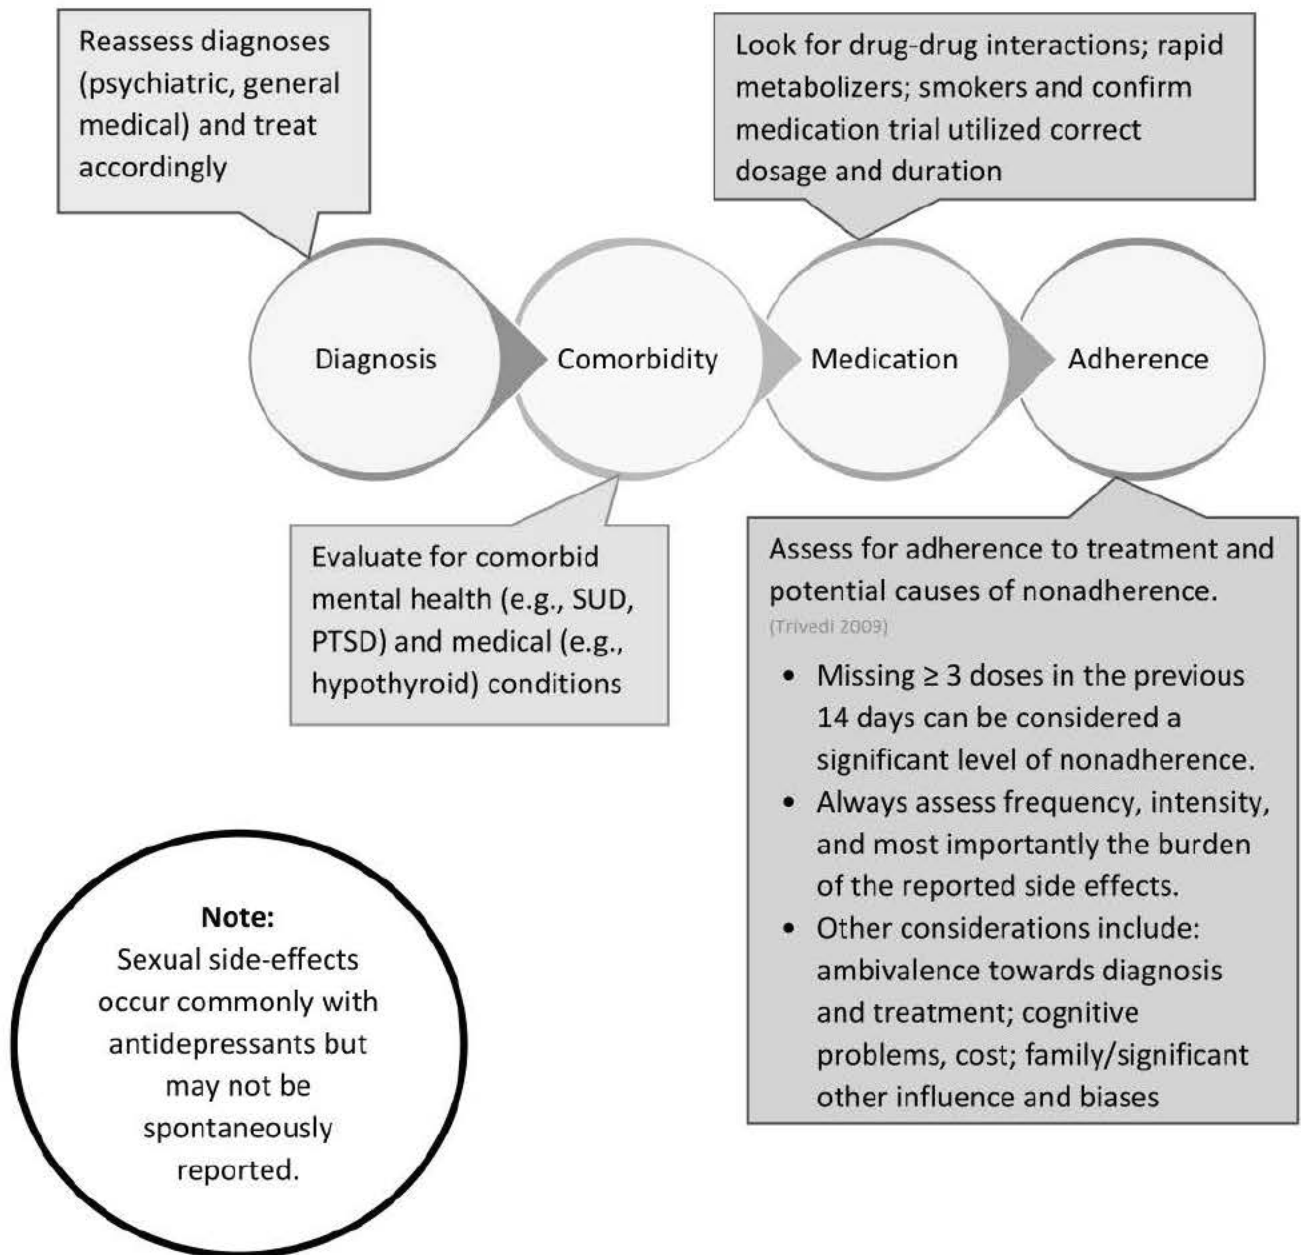 Reassess diagnoses
(psychiatric, general
medical) and treat
accordingly
Look for drug-drug interactions; rapid
metabolizers; smokers and confirm
medication trial utilized correct
dosage and duration
Diagnosis
Comorbidity
Medication
Adherence
Evaluate for comorbid
mental health (e.g., SUD,
PTSD) and medical (e.g.,
hypothyroid) conditions
Assess for adherence to treatment and
potential causes of nonadherence.
(Trivedi 2009)
• Missing ≥ 3 doses in the previous
14 days can be considered a
significant level of nonadherence.
• Always assess frequency, intensity,
and most importantly the burden
of the reported side effects.
• Other considerations include:
ambivalence towards diagnosis
and treatment; cognitive
problems, cost; family/significant
other influence and biases
Note:
Sexual side-effects
occur commonly with
antidepressants but
may not be
spontaneously
reported.